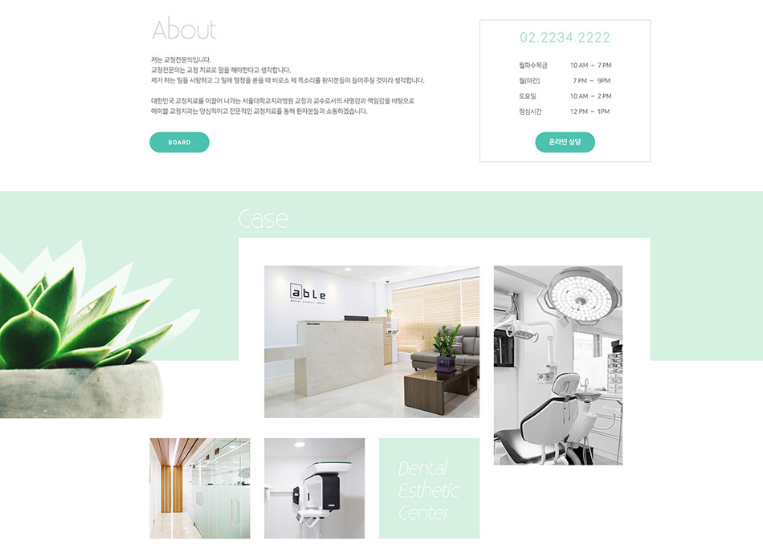 About
저는 교정전문의입니다.
교정전문의는 교정 치료로 말을 해야한다고 생각합니다.
제가 하는 일을 사랑하고 그 일에 열정을 쏟을 때 비로소 제 목소리를 환자분들이 들어주실 것이라 생각합니다.
대한민국 교정치료를 이끌어 나가는 서울대학교치과병원 교정과 교수로서의 사명감과 책임감을 바탕으로
에이블 교정치과는 양심적이고 전문적인 교정치료를 통해 환자분들과 소통하겠습니다.
BOARD
02.2234.2222
월화수목금 10 AM ~ 7 PM
월(야간) 7 PM ~ 9PM
토요일 10 AM ~ 2 PM
점심시간 12 PM ~ 1PM
온라인 상담
Case
able
Dental
Esthetic
Center